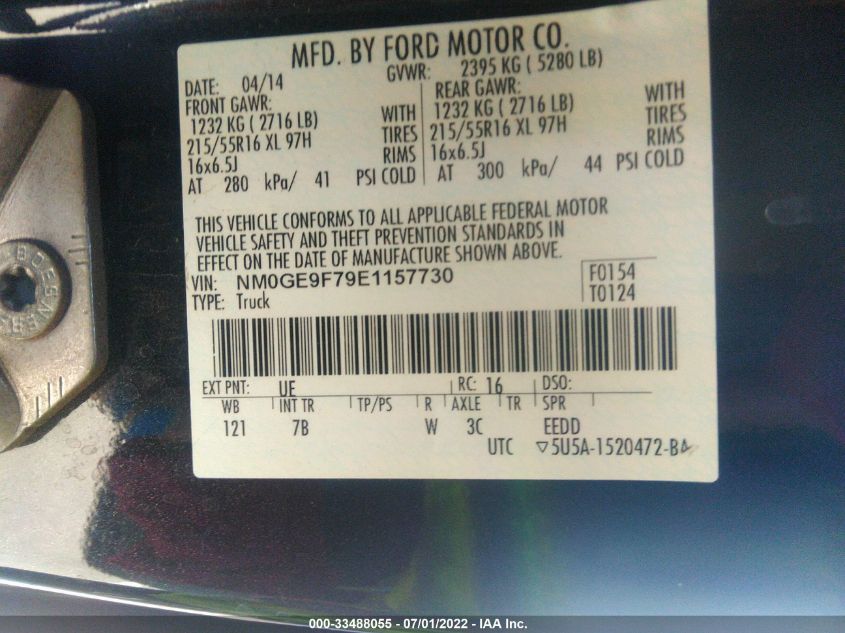 MFD. BY FORD MOTOR CO.
DATE: 04/14 GVWR: 2395 KG ( 5280 LB)
FRONT GAWR: REAR GAWR:
1232 KG ( 2716 LB) WITH 1232 KG ( 2716 LB) WITH
215/55R16 XL 97H TIRES 215/55R16 XL 97H TIRES
16x6.5J RIMS 16x6.5J RIMS
AT 280 kPa/ 41 PSI COLD AT 300 kPa/ 44 PSI COLD
THIS VEHICLE CONFORMS TO ALL APPLICABLE FEDERAL MOTOR
VEHICLE SAFETY AND THEFT PREVENTION STANDARDS IN
EFFECT ON THE DATE OF MANUFACTURE SHOWN ABOVE.
VIN: NM0GE9F79E1157730 F0154
TYPE: Truck T0124
EXT PNT: UE RC: 16 DSO:
WB INT TR TP/PS R AXLE TR SPR
121 7B W 3C EEDD
UTC ▽5U5A-1520472-BA
000-33488055 - 07/01/2022 - IAA Inc.